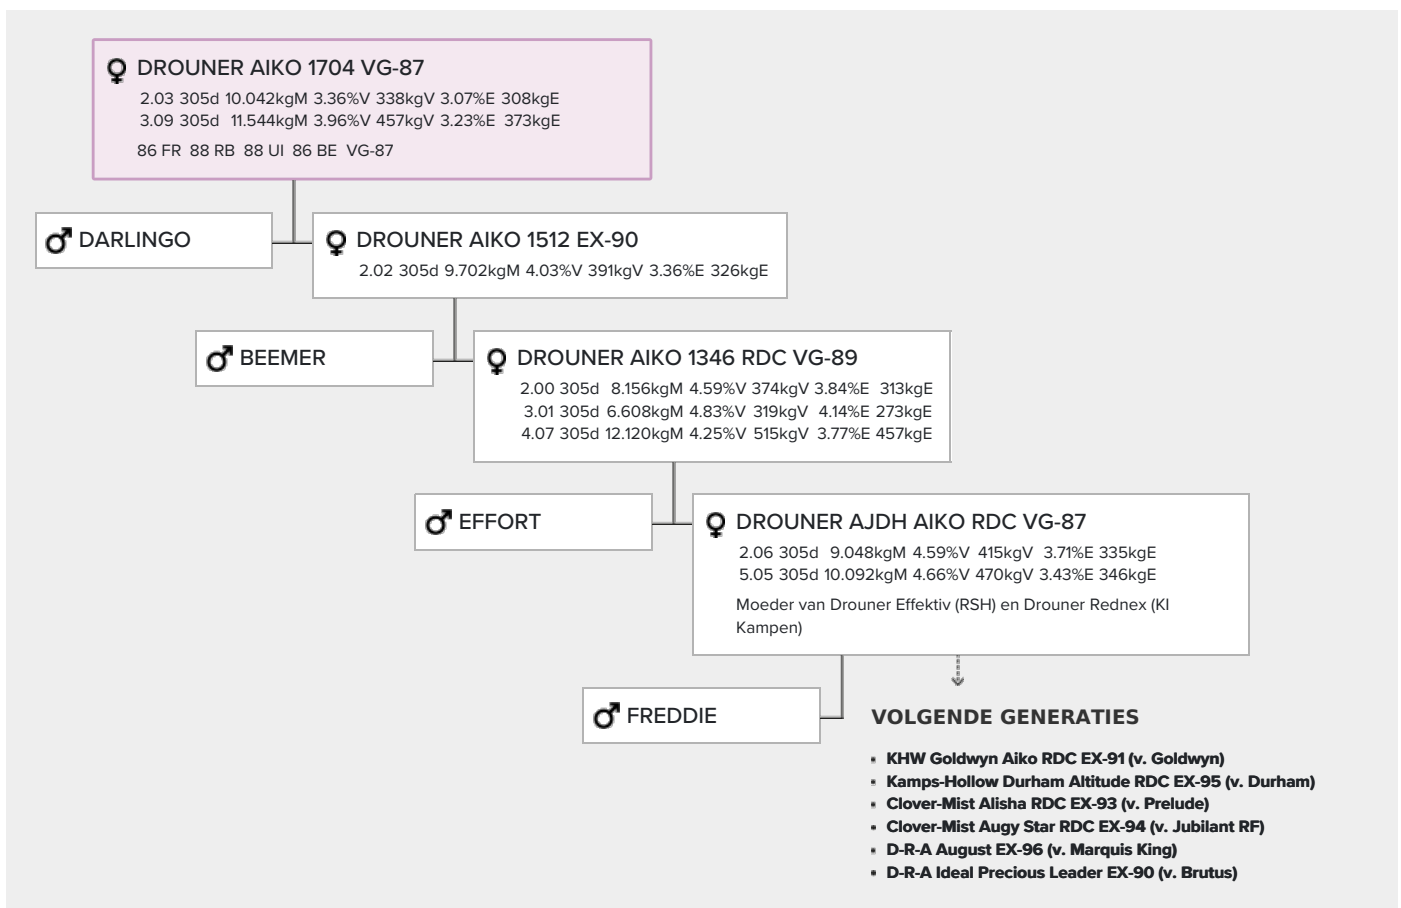 DROUNER AIKO 1704 VG-87
2.03 305d 10.042kgM 3.36%V 338kgV 3.07%E 308kgE
3.09 305d 11.544kgM 3.96%V 457kgV 3.23%E 373kgE
86 FR 88 RB 88 UI 86 BE VG-87
DARLINGO
DROUNER AIKO 1512 EX-90
2.02 305d 9.702kgM 4.03%V 391kgV 3.36%E 326kgE
BEEMER
DROUNER AIKO 1346 RDC VG-89
2.00 305d 8.156kgM 4.59%V 374kgV 3.84%E 313kgE
3.01 305d 6.608kgM 4.83%V 319kgV 4.14%E 273kgE
4.07 305d 12.120kgM 4.25%V 515kgV 3.77%E 457kgE
EFFORT
DROUNER AJDH AIKO RDC VG-87
2.06 305d 9.048kgM 4.59%V 415kgV 3.71%E 335kgE
5.05 305d 10.092kgM 4.66%V 470kgV 3.43%E 346kgE
Moeder van Drouner Effektiv (RSH) en Drouner Rednex (KI
Kampen)
FREDDIE
VOLGENDE GENERATIES
KHW Goldwyn Aiko RDC EX-91 (v. Goldwyn)
Kamps-Hollow Durham Altitude RDC EX-95 (v. Durham)
Clover-Mist Alisha RDC EX-93 (v. Prelude)
Clover-Mist Augy Star RDC EX-94 (v. Jubilant RF)
D-R-A August EX-96 (v. Marquis King)
D-R-A Ideal Precious Leader EX-90 (v. Brutus)